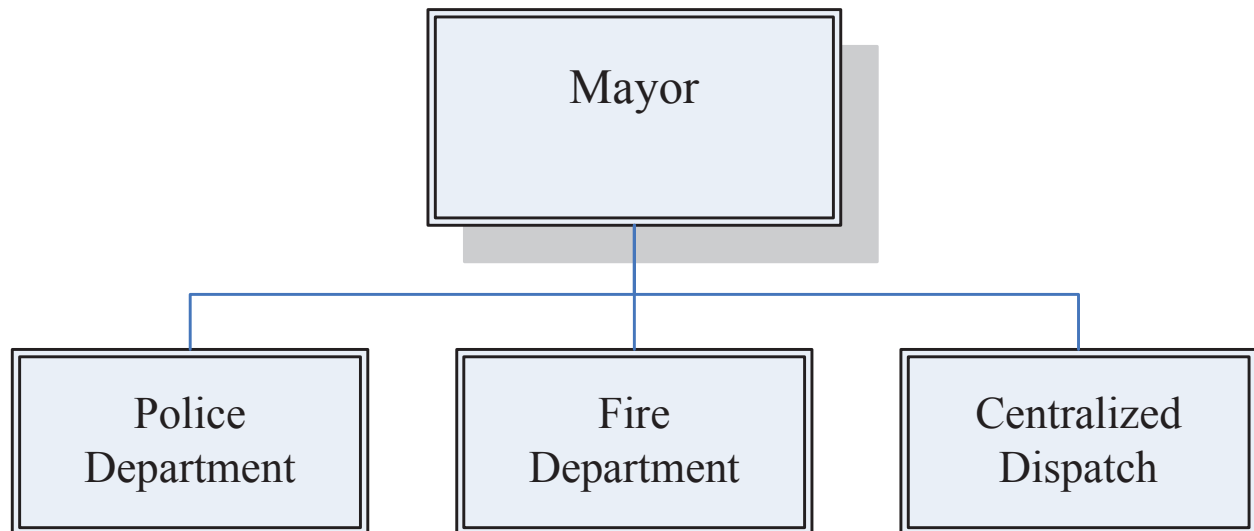 Mayor
Police
Department
Fire
Department
Centralized
Dispatch